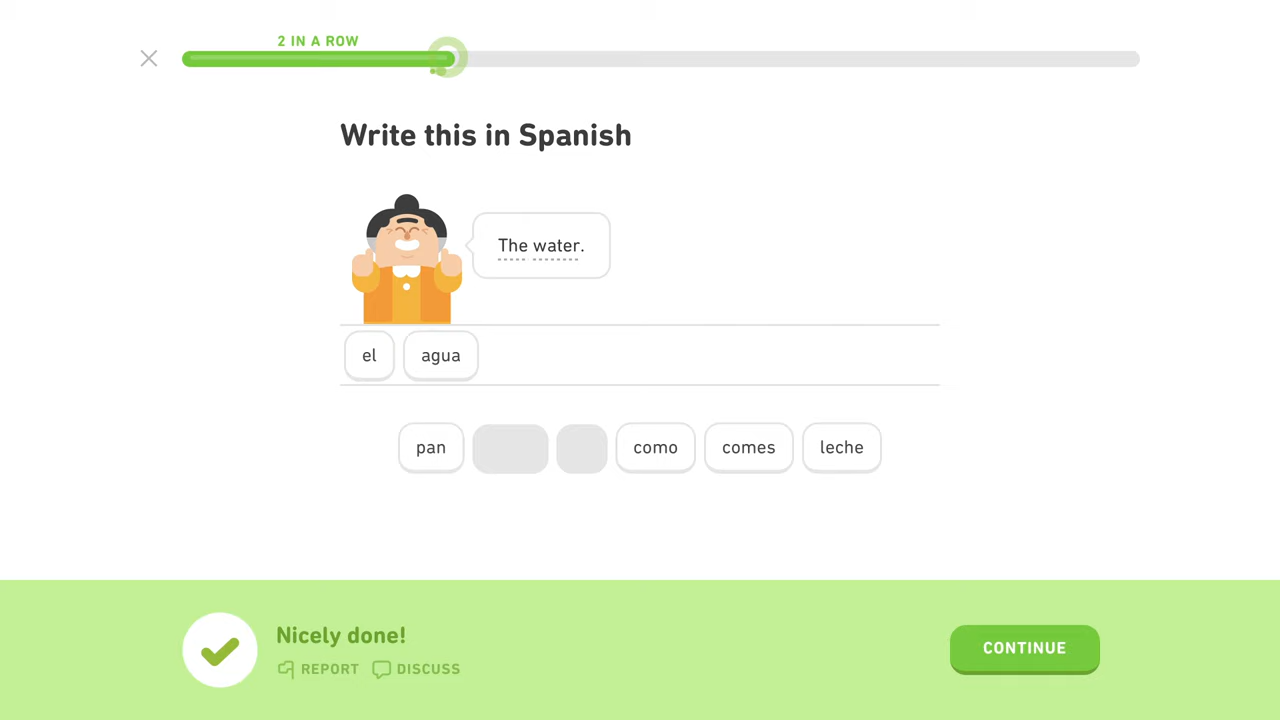 2 IN A ROW
Write this in Spanish
The water.
el agua
pan como comes leche
Nicely done!
REPORT DISCUSS
CONTINUE